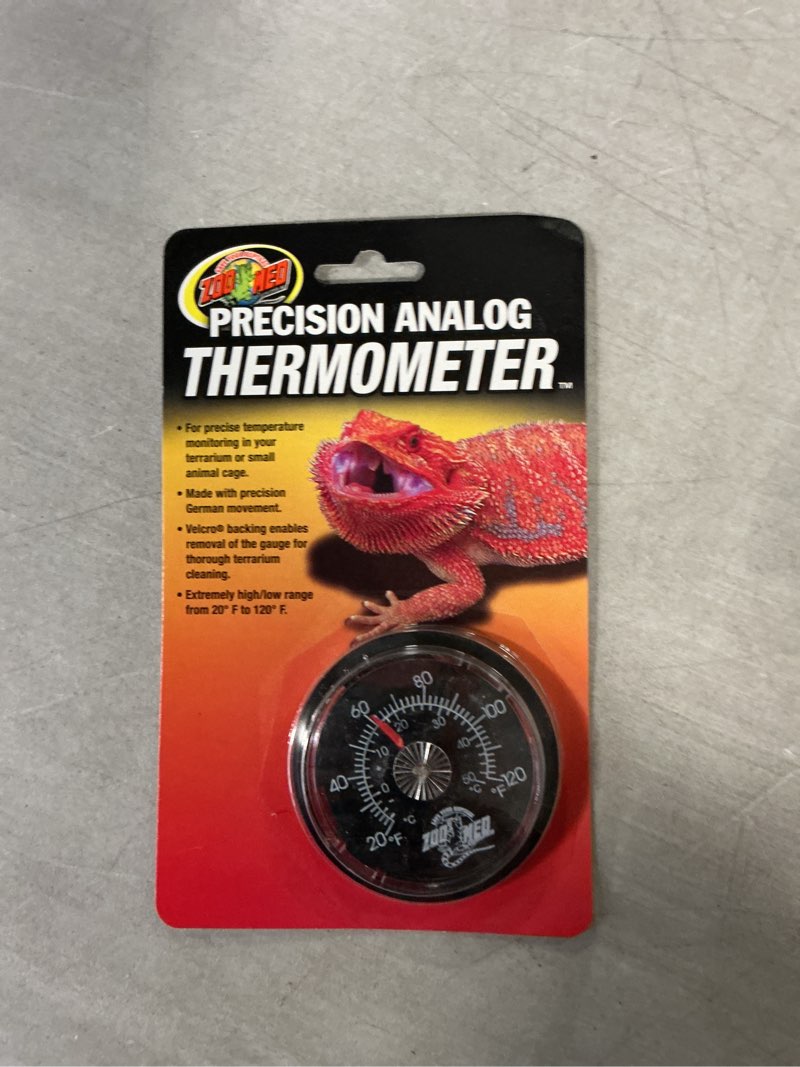 ZOO MED
PRECISION ANALOG
THERMOMETER™
• For precise temperature
monitoring in your
terrarium or small
animal cage.
• Made with precision
German movement.
• Velcro® backing enables
removal of the gauge for
thorough terrarium
cleaning.
• Extremely high/low range
from 20° F to 120° F.
80
60
100
20
30
10
40
40
0
50
120
°C
°F
°C
20°F
ZOO MED